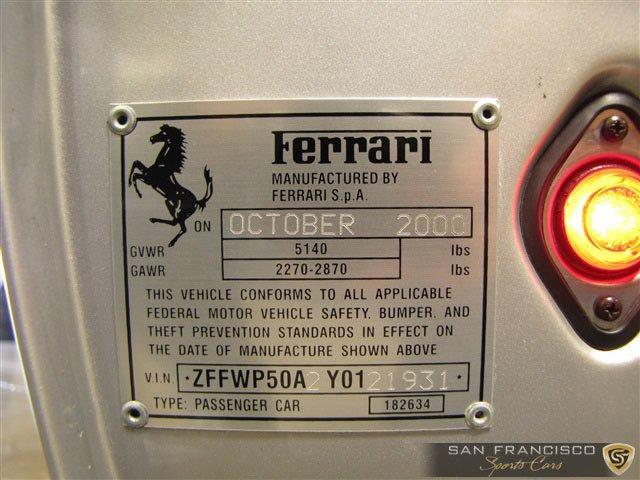 Ferrari
MANUFACTURED BY
FERRARI S.p.A.
ON OCTOBER 2000
GVWR 5140 lbs
GAWR 2270-2870 lbs
THIS VEHICLE CONFORMS TO ALL APPLICABLE
FEDERAL MOTOR VEHICLE SAFETY, BUMPER, AND
THEFT PREVENTION STANDARDS IN EFFECT ON
THE DATE OF MANUFACTURE SHOWN ABOVE
V.I.N. ·ZFFWP50A2Y0121931·
TYPE: PASSENGER CAR 182634
SAN FRANCISCO
Sports Cars